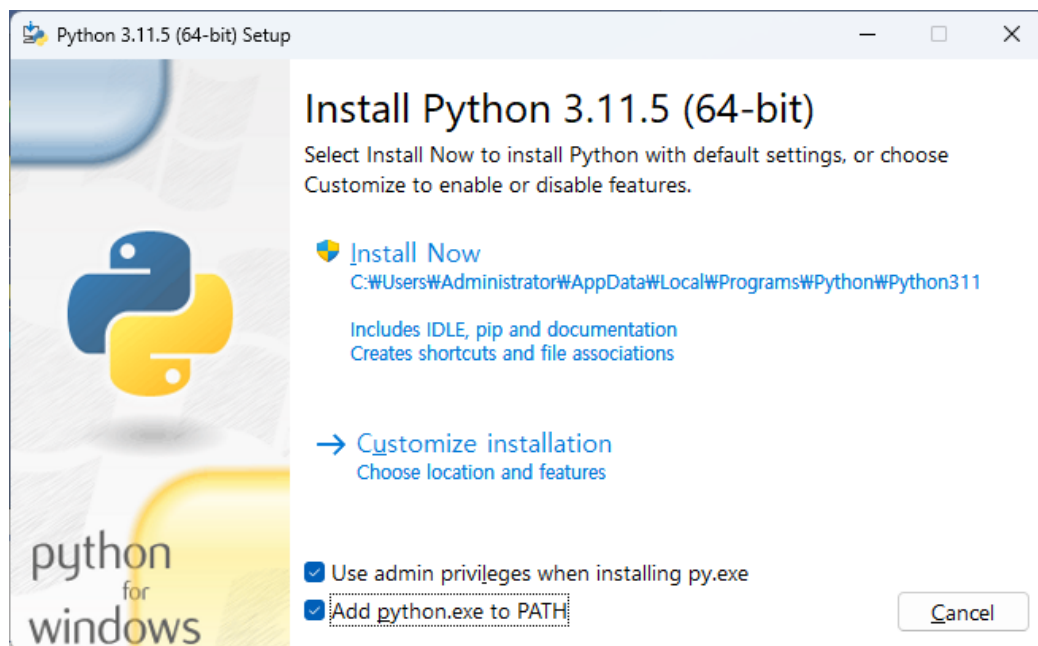 Python 3.11.5 (64-bit) Setup
Install Python 3.11.5 (64-bit)
Select Install Now to install Python with default settings, or choose
Customize to enable or disable features.
Install Now
C:₩Users₩Administrator₩AppData₩Local₩Programs₩Python₩Python311
Includes IDLE, pip and documentation
Creates shortcuts and file associations
Customize installation
Choose location and features
python
for
windows
Use admin privileges when installing py.exe
Add python.exe to PATH
Cancel